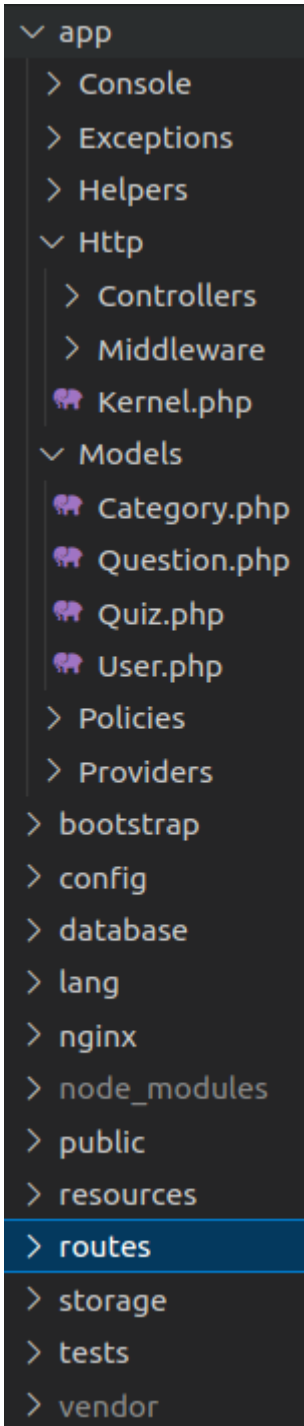 app
Console
Exceptions
Helpers
Http
Controllers
Middleware
Kernel.php
Models
Category.php
Question.php
Quiz.php
User.php
Policies
Providers
bootstrap
config
database
lang
nginx
node_modules
public
resources
routes
storage
tests
vendor